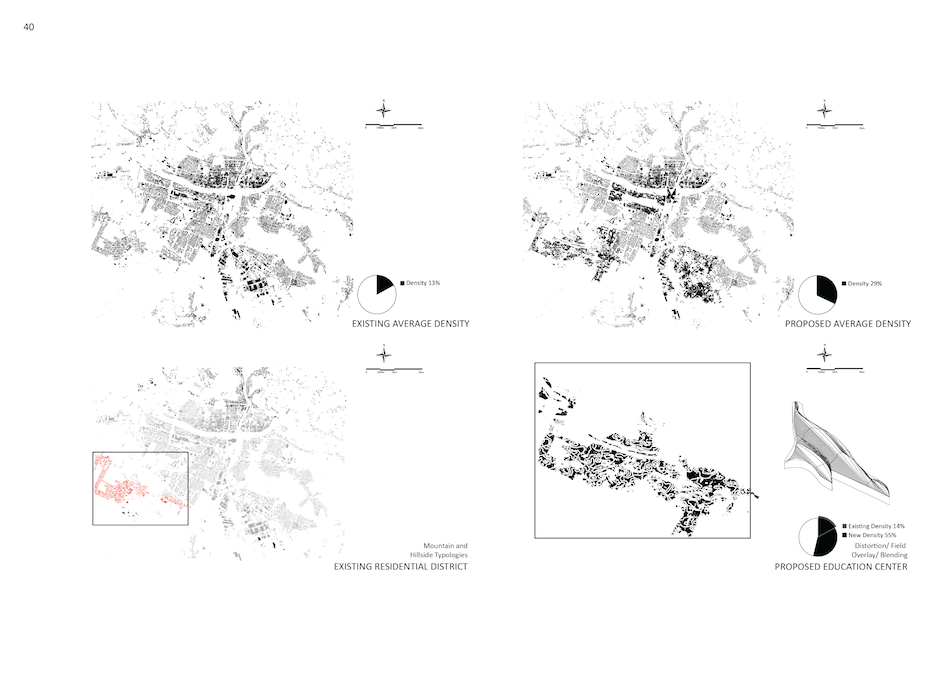 40
N
Density 13%
EXISTING AVERAGE DENSITY
N
Density 29%
PROPOSED AVERAGE DENSITY
N
Mountain and
Hillside Typologies
EXISTING RESIDENTIAL DISTRICT
N
Existing Density 14%
New Density 55%
Distortion/ Field
Overlay/ Blending
PROPOSED EDUCATION CENTER